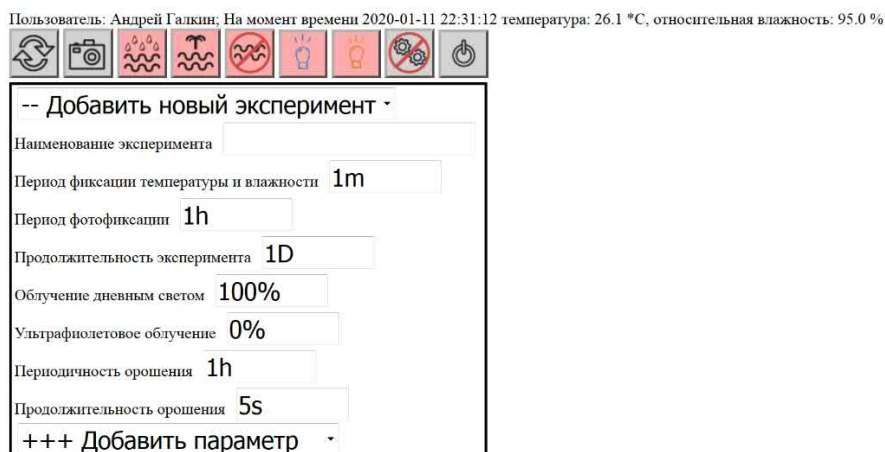 Пользователь: Андрей Галкин; На момент времени 2020-01-11 22:31:12 температура: 26.1 *C, относительная влажность: 95.0 %
-- Добавить новый эксперимент
Наименование эксперимента
Период фиксации температуры и влажности 1m
Период фотофиксации 1h
Продолжительность эксперимента 1D
Облучение дневным светом 100%
Ультрафиолетовое облучение 0%
Периодичность орошения 1h
Продолжительность орошения 5s
+++ Добавить параметр